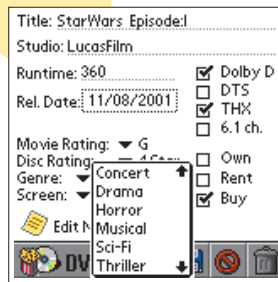 Title: StarWars Episode:I
Studio: LucasFilm
Runtime: 360
Dolby D
DTS
Rel. Date: 11/08/2001
THX
6.1 ch.
Movie Rating: G
Disc Rating:
Own
Genre:
Rent
Screen:
Buy
Concert
Drama
Horror
Musical
Sci-Fi
Thriller
Edit
DV